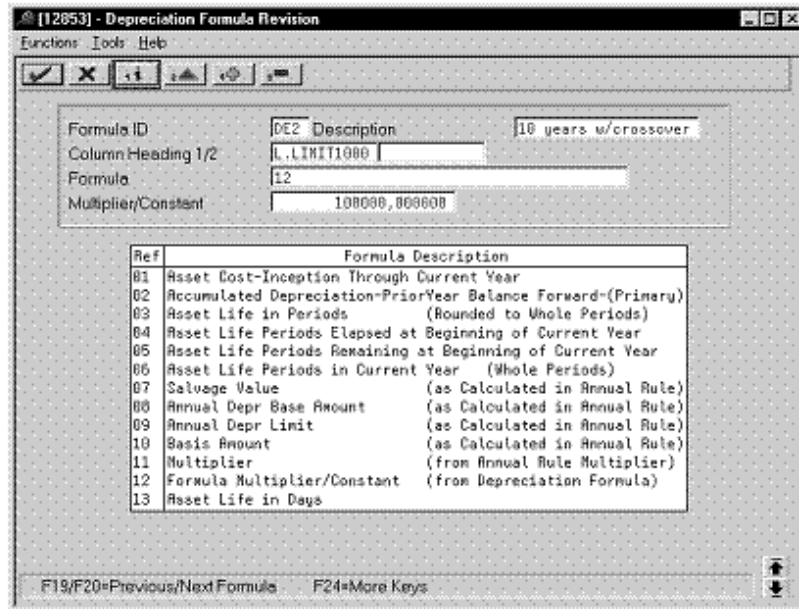 [12853] - Depreciation Formula Revision
Functions Tools Help
Formula ID DE2 Description 10 years w/crossover
Column Heading 1/2 L.LIMIT1000
Formula 12
Multiplier/Constant 100000,000000
Ref Formula Description
01 Asset Cost-Inception Through Current Year
02 Accumulated Depreciation-PriorYear Balance Forward-(Primary)
03 Asset Life in Periods (Rounded to Whole Periods)
04 Asset Life Periods Elapsed at Beginning of Current Year
05 Asset Life Periods Remaining at Beginning of Current Year
06 Asset Life Periods in Current Year (Whole Periods)
07 Salvage Value (as Calculated in Annual Rule)
08 Annual Depr Base Amount (as Calculated in Annual Rule)
09 Annual Depr Limit (as Calculated in Annual Rule)
10 Basis Amount (as Calculated in Annual Rule)
11 Multiplier (from Annual Rule Multiplier)
12 Formula Multiplier/Constant (from Depreciation Formula)
13 Asset Life in Days
F19/F20=Previous/Next Formula F24=More Keys